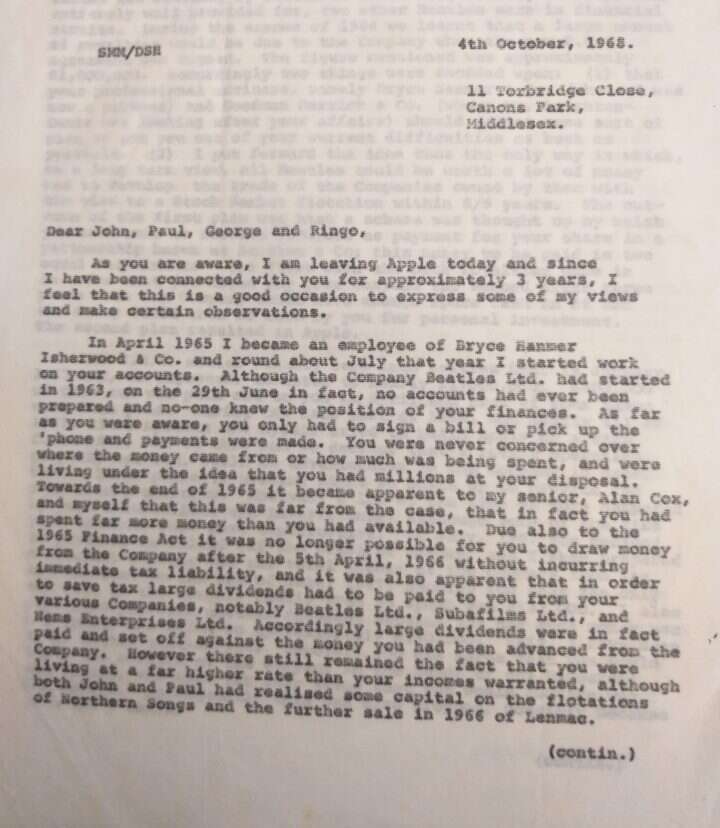 4th October, 1968.
SMM/DSH
11 Torbridge Close,
Canons Park,
Middlesex.
Dear John, Paul, George and Ringo,
As you are aware, I am leaving Apple today and since
I have been connected with you for approximately 3 years, I
feel that this is a good occasion to express some of my views
and make certain observations.
In April 1965 I became an employee of Bryce Hanmer
Isherwood & Co. and round about July that year I started work
on your accounts. Although the Company Beatles Ltd. had started
in 1963, on the 29th June in fact, no accounts had ever been
prepared and no-one knew the position of your finances. As far
as you were aware, you only had to sign a bill or pick up the
'phone and payments were made. You were never concerned over
where the money came from or how much was being spent, and were
living under the idea that you had millions at your disposal.
Towards the end of 1965 it became apparent to my senior, Alan Cox,
and myself that this was far from the case, that in fact you had
spent far more money than you had available. Due also to the
1965 Finance Act it was no longer possible for you to draw money
from the Company after the 5th April, 1966 without incurring
immediate tax liability, and it was also apparent that in order
to save tax large dividends had to be paid to you from your
various Companies, notably Beatles Ltd., Subafilms Ltd., and
Nems Enterprises Ltd. Accordingly large dividends were in fact
paid and set off against the money you had been advanced from the
Company. However there still remained the fact that you were
living at a far higher rate than your incomes warranted, although
both John and Paul had realised some capital on the flotations
of Northern Songs and the further sale in 1966 of Lenmac.
(contin.)